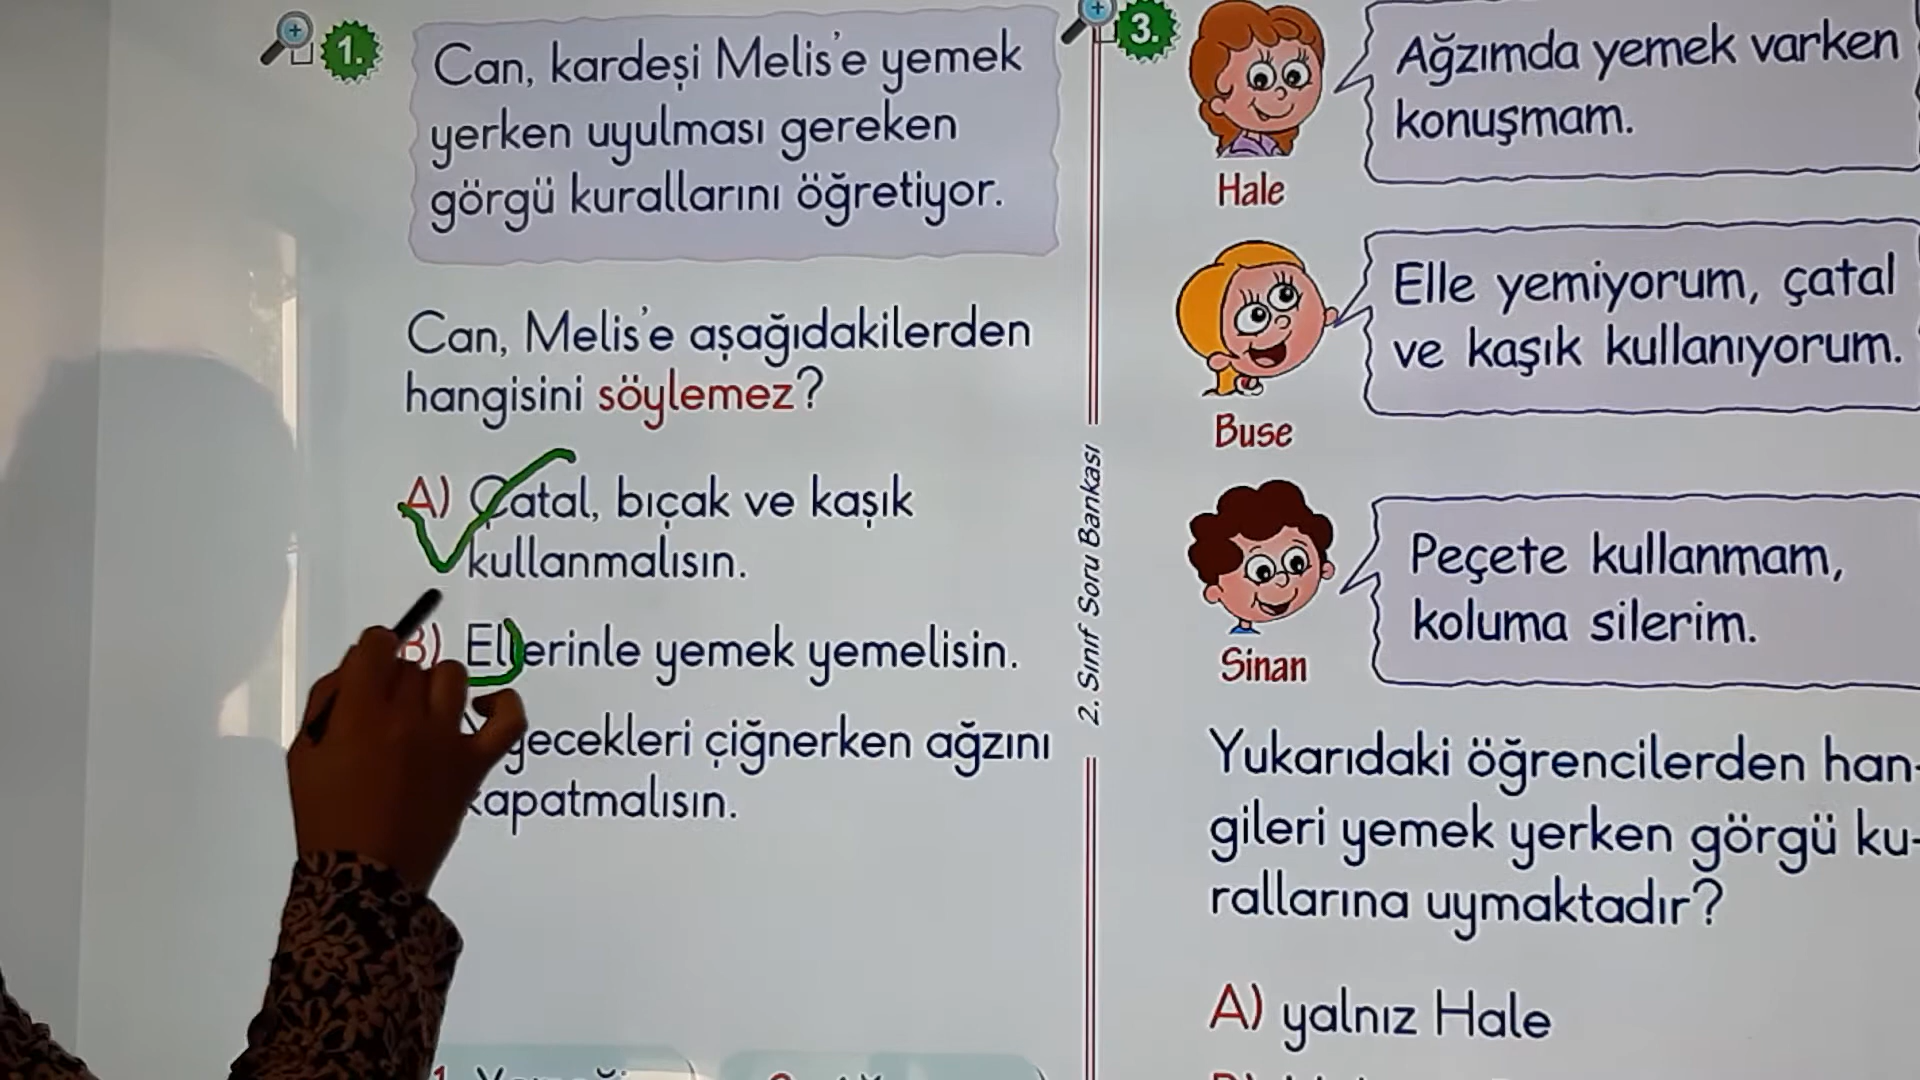 1.
Can, kardeşi Melis'e yemek
yerken uyulması gereken
görgü kurallarını öğretiyor.
Can, Melis'e aşağıdakilerden
hangisini söylemez?
A) Çatal, bıçak ve kaşık
kullanmalısın.
B) Ellerinle yemek yemelisin.
yecekleri çiğnerken ağzını
kapatmalısın.
2. Sınıf Soru Bankası
3.
Ağzımda yemek varken
konuşmam.
Hale
Elle yemiyorum, çatal
ve kaşık kullanıyorum.
Buse
Peçete kullanmam,
koluma silerim.
Sinan
Yukarıdaki öğrencilerden han-
gileri yemek yerken görgü ku-
rallarına uymaktadır?
A) yalnız Hale